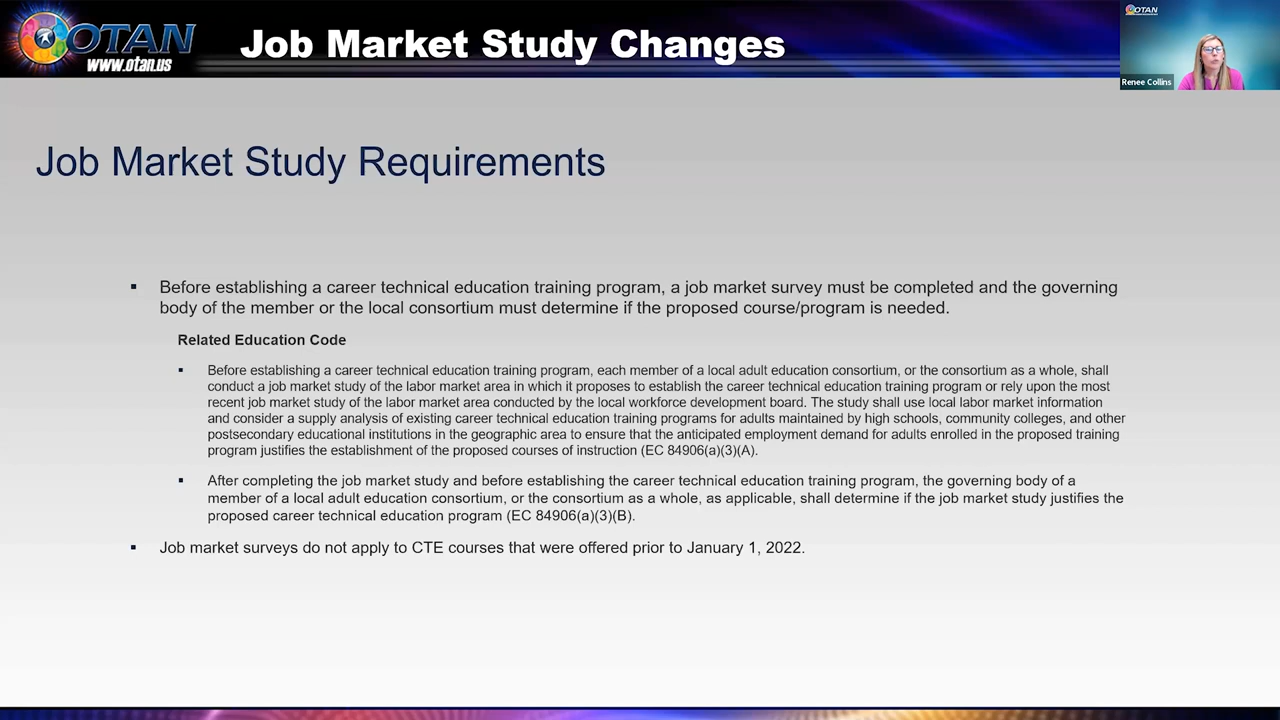 OTAN
www.otan.us
Job Market Study Changes
OTAN
Renee Collins
Job Market Study Requirements
▪ Before establishing a career technical education training program, a job market survey must be completed and the governing
body of the member or the local consortium must determine if the proposed course/program is needed.
Related Education Code
▪ Before establishing a career technical education training program, each member of a local adult education consortium, or the consortium as a whole, shall
conduct a job market study of the labor market area in which it proposes to establish the career technical education training program or rely upon the most
recent job market study of the labor market area conducted by the local workforce development board. The study shall use local labor market information
and consider a supply analysis of existing career technical education training programs for adults maintained by high schools, community colleges, and other
postsecondary educational institutions in the geographic area to ensure that the anticipated employment demand for adults enrolled in the proposed training
program justifies the establishment of the proposed courses of instruction (EC 84906(a)(3)(A).
▪ After completing the job market study and before establishing the career technical education training program, the governing body of a
member of a local adult education consortium, or the consortium as a whole, as applicable, shall determine if the job market study justifies the
proposed career technical education program (EC 84906(a)(3)(B).
▪ Job market surveys do not apply to CTE courses that were offered prior to January 1, 2022.